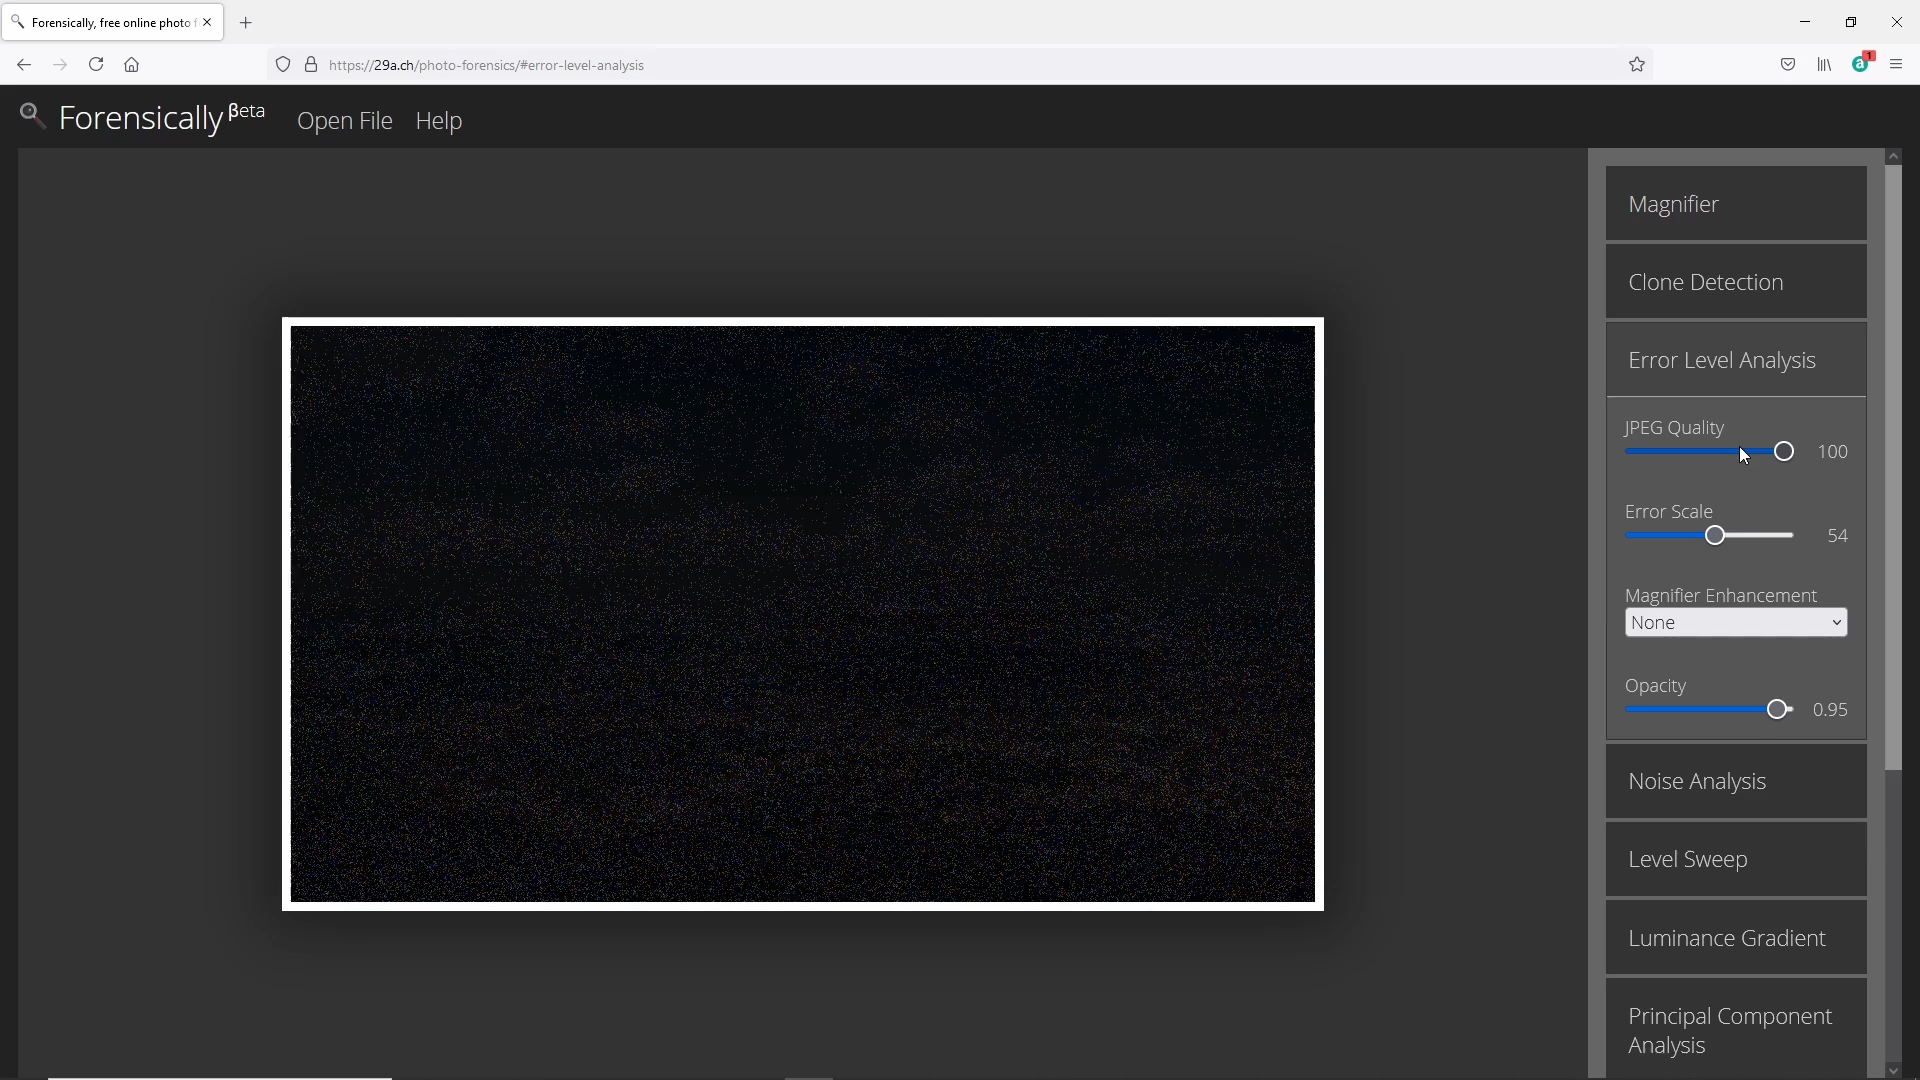 Forensically, free online photo f
https://29a.ch/photo-forensics/#error-level-analysis
a
1
Forensically βeta
Open File
Help
Magnifier
Clone Detection
Error Level Analysis
JPEG Quality
100
Error Scale
54
Magnifier Enhancement
None
Opacity
0.95
Noise Analysis
Level Sweep
Luminance Gradient
Principal Component
Analysis